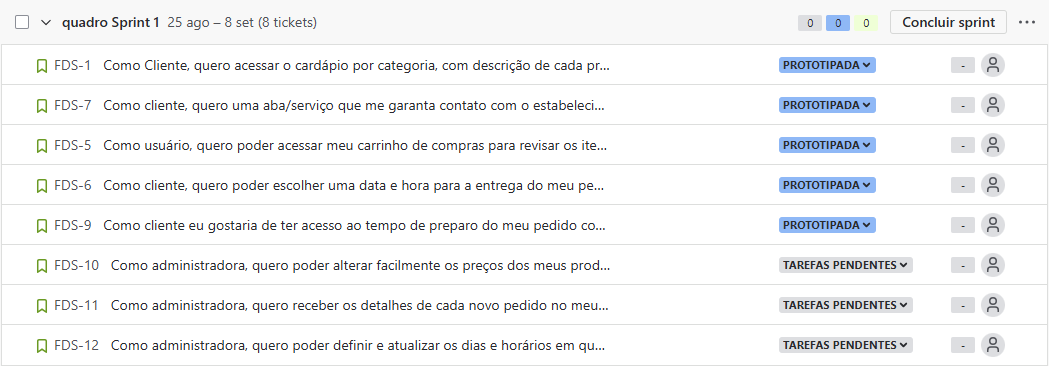 quadro Sprint 1 25 ago – 8 set (8 tickets) 0 0 0 Concluir sprint
FDS-1 Como Cliente, quero acessar o cardápio por categoria, com descrição de cada pr... PROTOTIPADA -
FDS-7 Como cliente, quero uma aba/serviço que me garanta contato com o estabeleci... PROTOTIPADA -
FDS-5 Como usuário, quero poder acessar meu carrinho de compras para revisar os ite... PROTOTIPADA -
FDS-6 Como cliente, quero poder escolher uma data e hora para a entrega do meu pe... PROTOTIPADA -
FDS-9 Como cliente eu gostaria de ter acesso ao tempo de preparo do meu pedido co... PROTOTIPADA -
FDS-10 Como administradora, quero poder alterar facilmente os preços dos meus prod... TAREFAS PENDENTES -
FDS-11 Como administradora, quero receber os detalhes de cada novo pedido no meu... TAREFAS PENDENTES -
FDS-12 Como administradora, quero poder definir e atualizar os dias e horários em qu... TAREFAS PENDENTES -